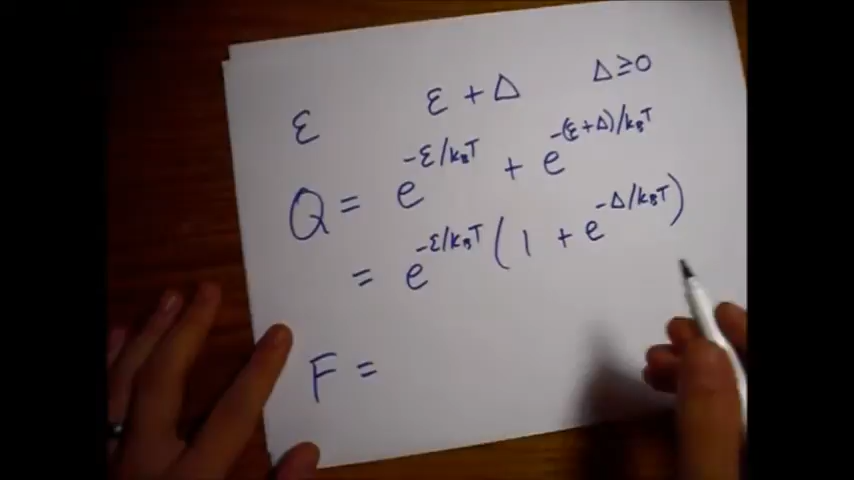 ε ε + Δ Δ ≥ 0
Q = e^{-ε/k_BT} + e^{-(ε+Δ)/k_BT}
= e^{-ε/k_BT} ( 1 + e^{-Δ/k_BT} )
F =